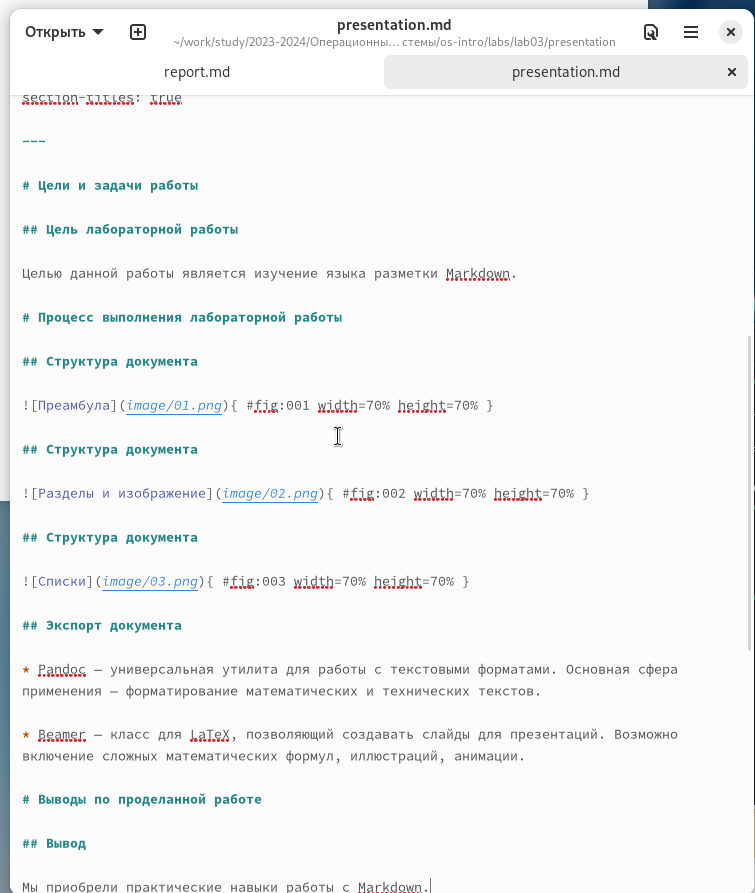 Открыть
presentation.md
~/work/study/2023-2024/Операционны… стемы/os-intro/labs/lab03/presentation
report.md
presentation.md
section-titles: true
---
# Цели и задачи работы
## Цель лабораторной работы
Целью данной работы является изучение языка разметки Markdown.
# Процесс выполнения лабораторной работы
## Структура документа
![Преамбула](image/01.png){ #fig:001 width=70% height=70% }
## Структура документа
![Разделы и изображение](image/02.png){ #fig:002 width=70% height=70% }
## Структура документа
![Списки](image/03.png){ #fig:003 width=70% height=70% }
## Экспорт документа
* Pandoc — универсальная утилита для работы с текстовыми форматами. Основная сфера
применения — форматирование математических и технических текстов.
* Beamer — класс для LaTeX, позволяющий создавать слайды для презентаций. Возможно
включение сложных математических формул, иллюстраций, анимации.
# Выводы по проделанной работе
## Вывод
Мы приобрели практические навыки работы с Markdown.